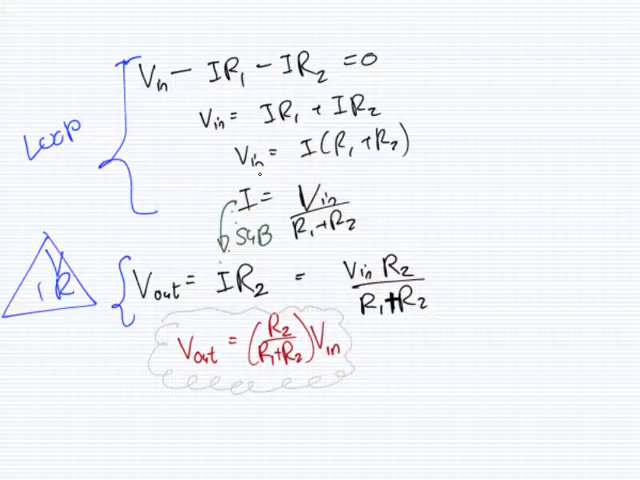 Vin - IR1 - IR2 = 0
Vin = IR1 + IR2
LOOP
Vin = I(R1 + R2)
I = Vin / R1+R2
SUB
V
I R
Vout = IR2 = Vin R2 / R1+R2
Vout = (R2 / R1+R2) Vin